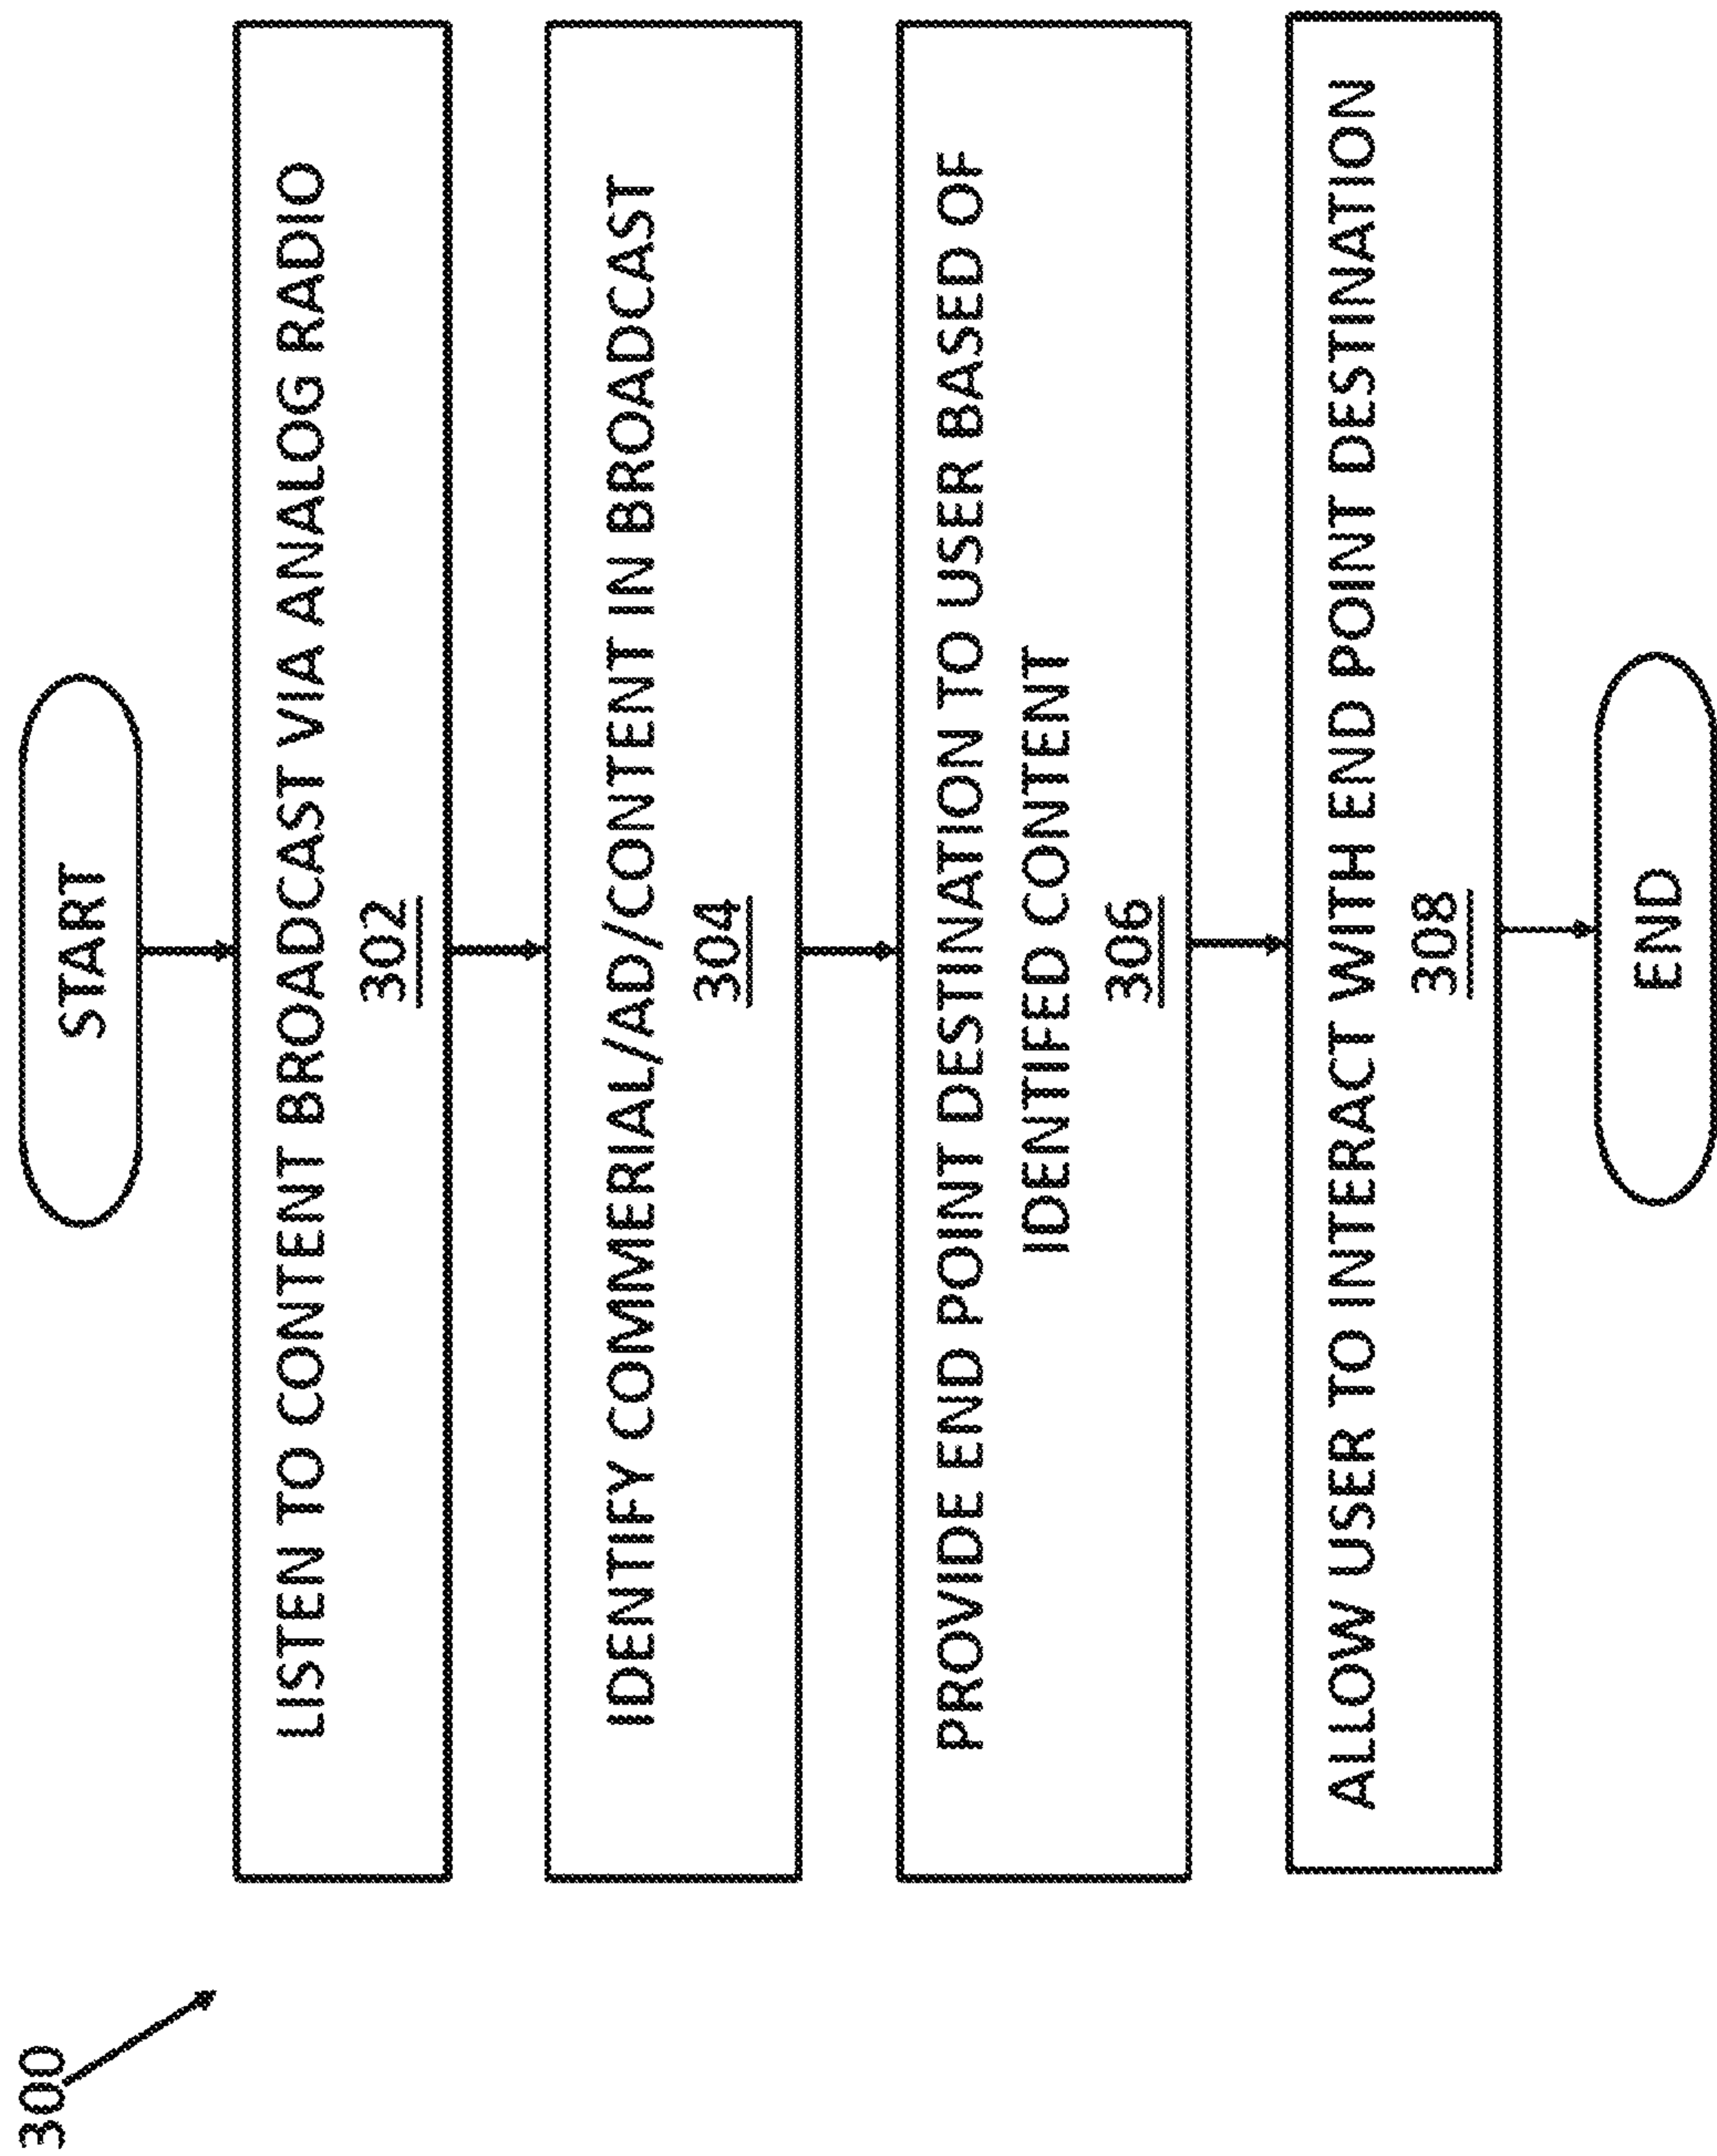 300
START
LISTEN TO CONTENT BROADCAST VIA ANALOG RADIO
302
IDENTIFY COMMERIAL/AD/CONTENT IN BROADCAST
304
PROVIDE END POINT DESTINATION TO USER BASED OF
IDENTIFED CONTENT
306
ALLOW USER TO INTERACT WITH END POINT DESTINATION
308
END